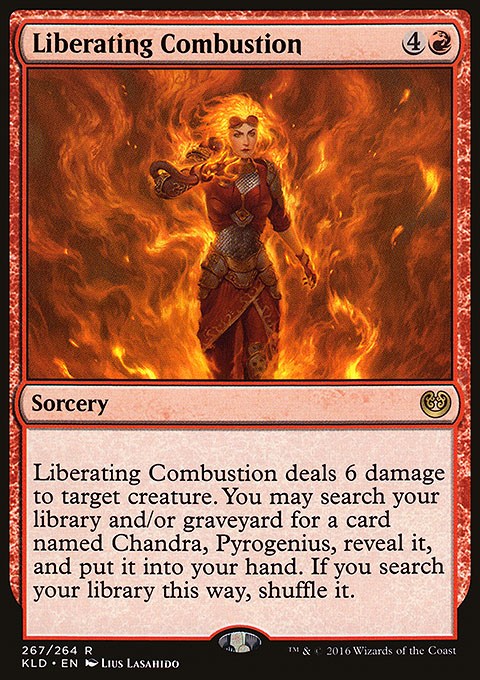 Liberating Combustion 4
Sorcery
Liberating Combustion deals 6 damage
to target creature. You may search your
library and/or graveyard for a card
named Chandra, Pyrogenius, reveal it,
and put it into your hand. If you search
your library this way, shuffle it.
267/264 R
KLD • EN Lius Lasahido
™ & © 2016 Wizards of the Coast